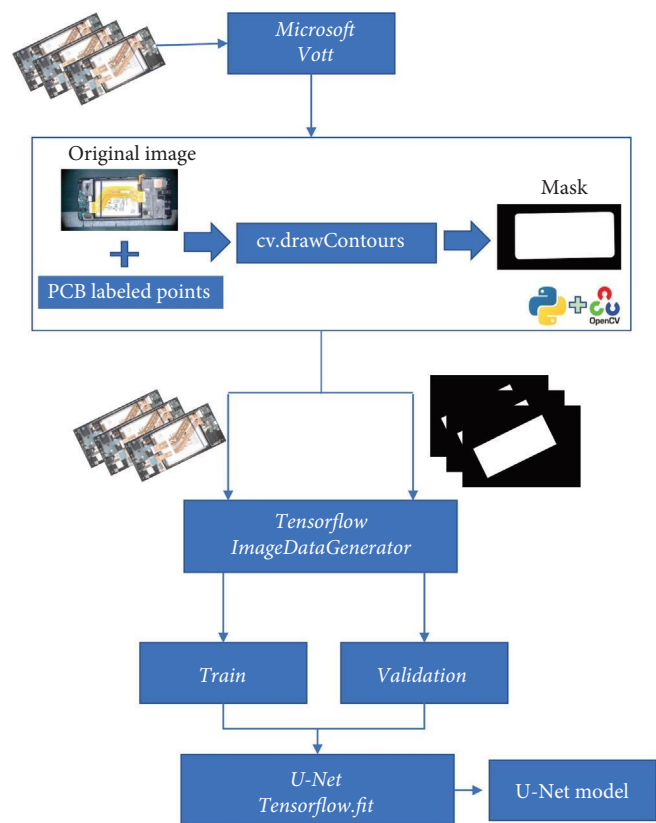 Microsoft
Vott
Original image
Mask
cv.drawContours
PCB labeled points
OpenCV
Tensorflow
ImageDataGenerator
Train
Validation
U-Net
Tensorflow.fit
U-Net model